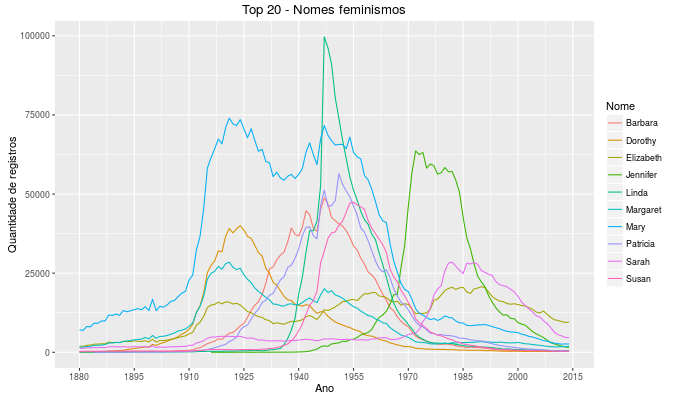 Top 20 - Nomes feminismos
Quantidade de registros
100000
75000
50000
25000
0
1880 1895 1910 1925 1940 1955 1970 1985 2000 2015
Ano
Nome
Barbara
Dorothy
Elizabeth
Jennifer
Linda
Margaret
Mary
Patricia
Sarah
Susan